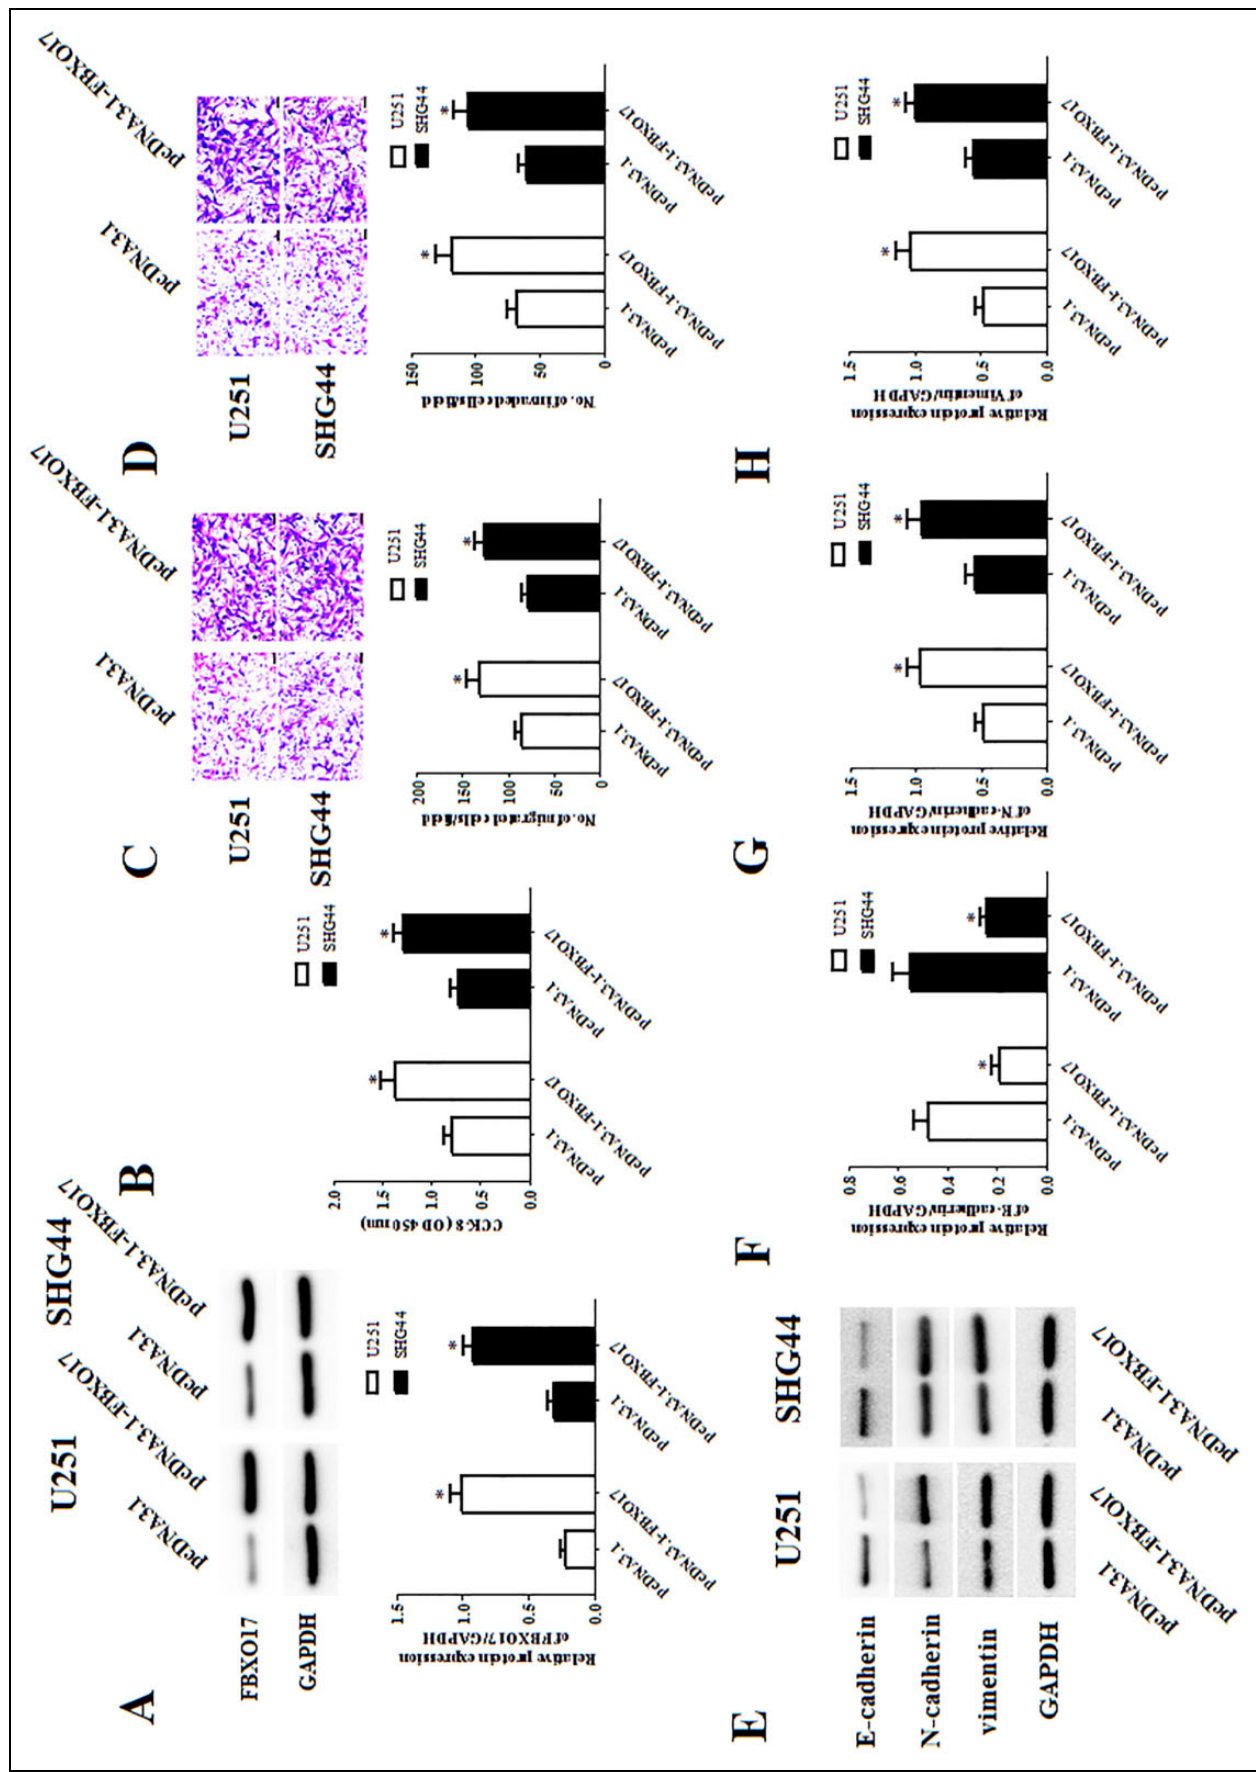 A
U251
SHG44
pcDNA3.1
pcDNA3.1-FBXO17
pcDNA3.1
pcDNA3.1-FBXO17
FBXO17
GAPDH
Relative protein expression
of FBXO17/GAPDH
1.5
1.0
0.5
0.0
U251
SHG44
*
*
pcDNA3.1
pcDNA3.1-FBXO17
pcDNA3.1
pcDNA3.1-FBXO17
B
CCK-8 (OD 450 nm)
2.0
1.5
1.0
0.5
0.0
U251
SHG44
*
*
pcDNA3.1
pcDNA3.1-FBXO17
pcDNA3.1
pcDNA3.1-FBXO17
C
pcDNA3.1
pcDNA3.1-FBXO17
U251
SHG44
No. of migrated cells/field
200
150
100
50
0
U251
SHG44
*
*
pcDNA3.1
pcDNA3.1-FBXO17
pcDNA3.1
pcDNA3.1-FBXO17
D
pcDNA3.1
pcDNA3.1-FBXO17
U251
SHG44
No. of invaded cells/field
150
100
50
0
U251
SHG44
*
*
pcDNA3.1
pcDNA3.1-FBXO17
pcDNA3.1
pcDNA3.1-FBXO17
E
U251
SHG44
E-cadherin
N-cadherin
vimentin
GAPDH
pcDNA3.1
pcDNA3.1-FBXO17
pcDNA3.1
pcDNA3.1-FBXO17
F
Relative protein expression
of E-cadherin/GAPDH
0.8
0.6
0.4
0.2
0.0
U251
SHG44
*
*
pcDNA3.1
pcDNA3.1-FBXO17
pcDNA3.1
pcDNA3.1-FBXO17
G
Relative protein expression
of N-cadherin/GAPDH
1.5
1.0
0.5
0.0
U251
SHG44
*
*
pcDNA3.1
pcDNA3.1-FBXO17
pcDNA3.1
pcDNA3.1-FBXO17
H
Relative protein expression
of Vimentin/GAPDH
1.5
1.0
0.5
0.0
U251
SHG44
*
*
pcDNA3.1
pcDNA3.1-FBXO17
pcDNA3.1
pcDNA3.1-FBXO17